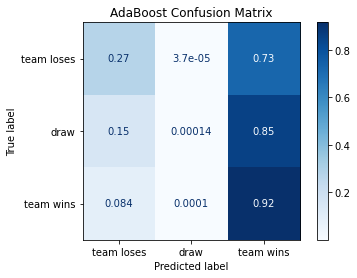 AdaBoost Confusion Matrix
team loses 0.27 3.7e-05 0.73
draw 0.15 0.00014 0.85
team wins 0.084 0.0001 0.92
team loses draw team wins
Predicted label
True label
0.8
0.6
0.4
0.2